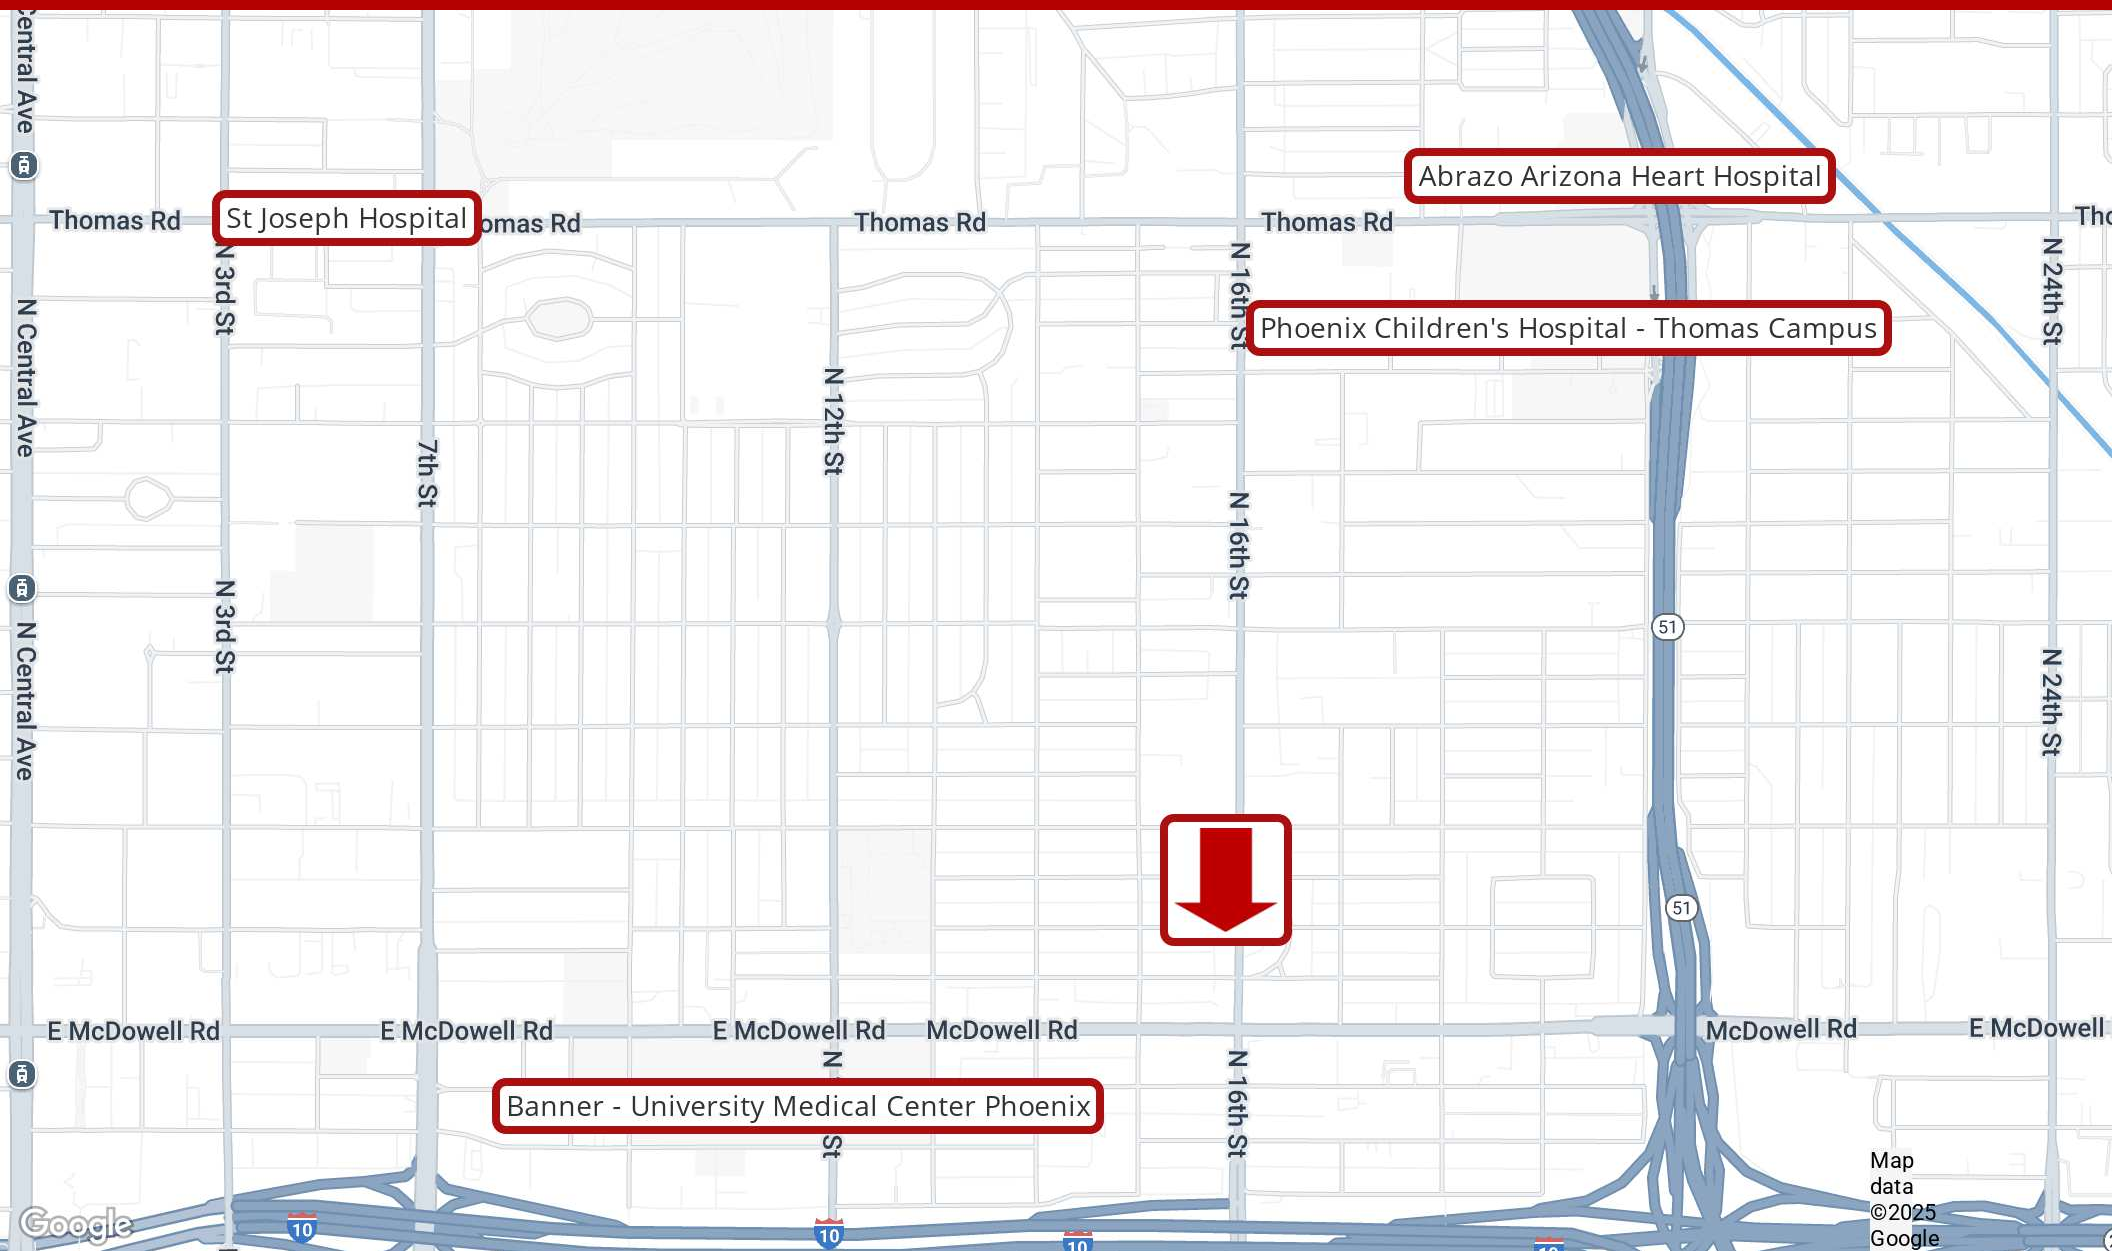 Central Ave
Abrazo Arizona Heart Hospital
Thomas Rd
St Joseph Hospital
omas Rd
Thomas Rd
Thomas Rd
Tho
N 3rd St
N 16th St
N 24th St
Phoenix Children's Hospital - Thomas Campus
N Central Ave
N 12th St
7th St
N 16th St
N 3rd St
N Central Ave
51
N 24th St
51
E McDowell Rd
E McDowell Rd
E McDowell Rd
McDowell Rd
McDowell Rd
E McDowell
N
St
N 16th St
Banner - University Medical Center Phoenix
Map
data
©2025
Google
Google
10
10
10
10